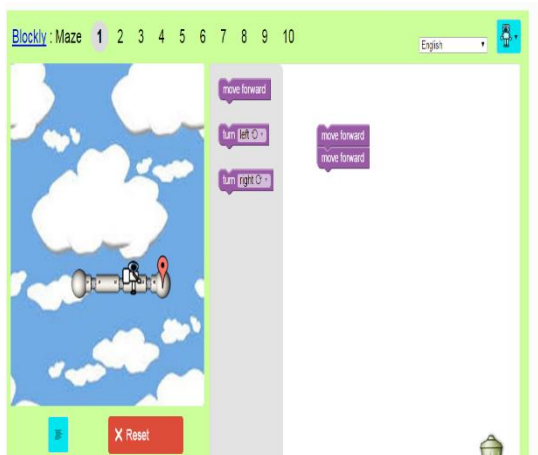 Blockly : Maze 1 2 3 4 5 6 7 8 9 10
English
move forward
turn left
turn right
move forward
move forward
X Reset